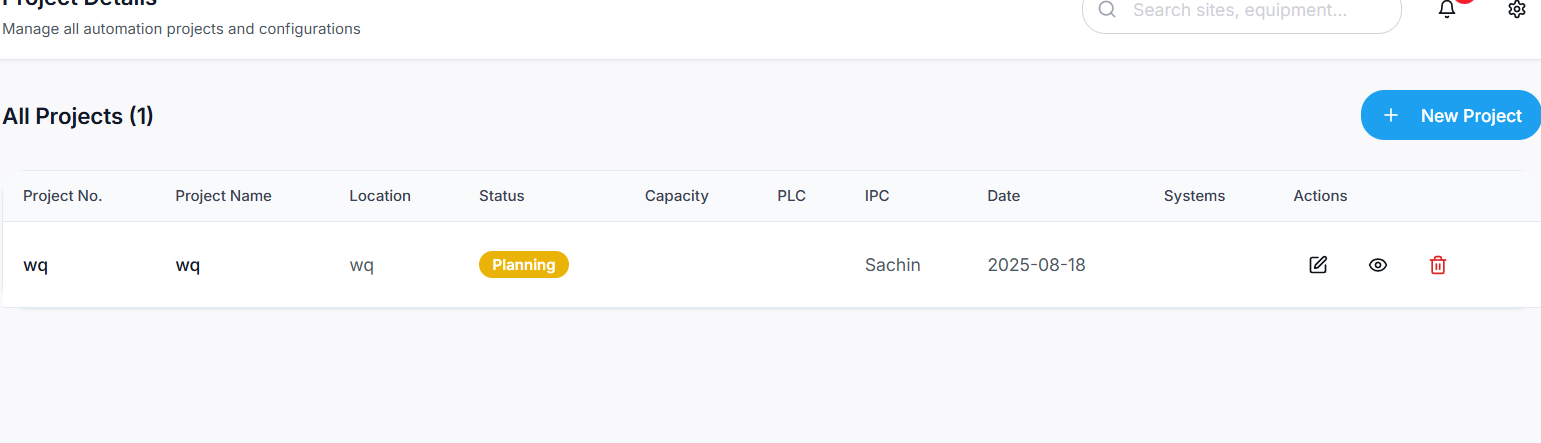 Project Details
Manage all automation projects and configurations
Search sites, equipment...
All Projects (1)
+ New Project
Project No. Project Name Location Status Capacity PLC IPC Date Systems Actions
wq wq wq Planning Sachin 2025-08-18